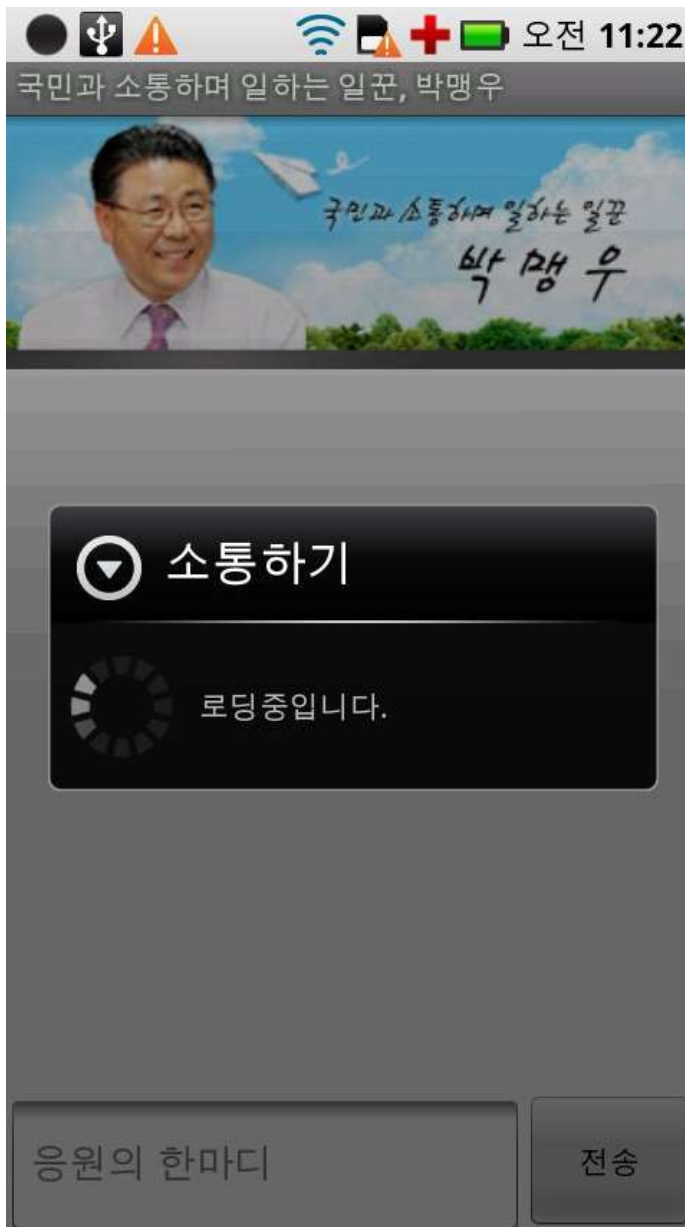 오전 11:22
국민과 소통하며 일하는 일꾼, 박맹우
국민과 소통하며 일하는 일꾼
박맹우
소통하기
로딩중입니다.
응원의 한마디
전송